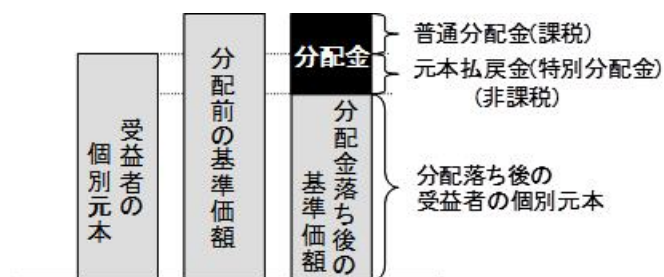 受益者の
個別元本
分配前の基準価額
分配金
分配金落ち後の
基準価額
普通分配金(課税)
元本払戻金(特別分配金)
(非課税)
分配落ち後の
受益者の個別元本